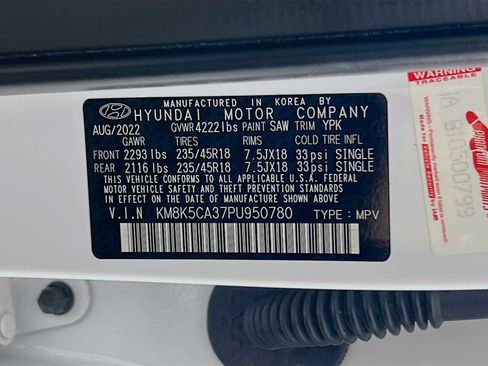 MANUFACTURED IN KOREA BY
HYUNDAI MOTOR COMPANY
AUG/2022 GVWR 4222 lbs PAINT SAW TRIM YPK
GAWR TIRES RIMS COLD TIRE INFL
FRONT 2293 lbs 235/45R18 7.5JX18 33psi SINGLE
REAR 2116 lbs 235/45R18 7.5JX18 33psi SINGLE
THIS VEHICLE CONFORMS TO ALL APPLICABLE U.S.A. FEDERAL
MOTOR VEHICLE SAFETY AND THEFT PREVENTION STANDARDS
IN EFFECT ON THE DATE OF MANUFACTURE SHOWN ABOVE.
V.I.N KM8K5CA37PU950780 TYPE: MPV
WARNING
TRACEABLE